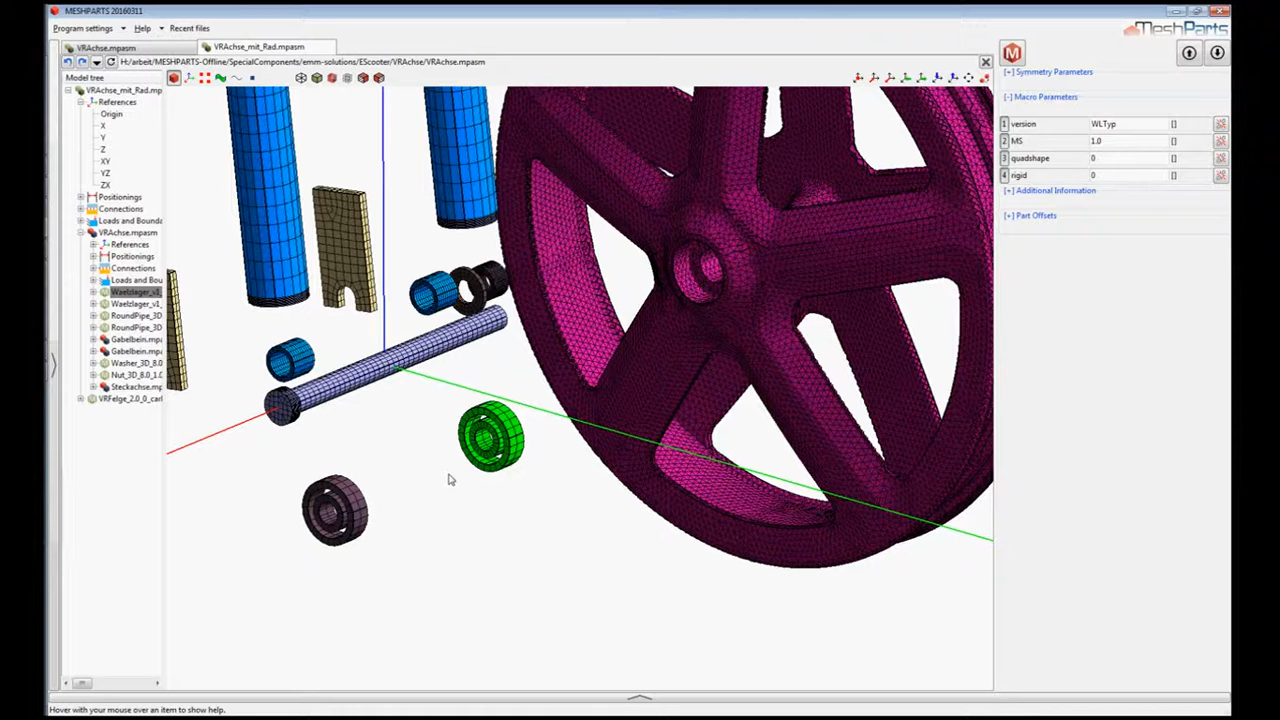 MESHPARTS 20160311
Program settings Help Recent files
MeshParts
VRAchse.mpasm VRAchse_mit_Rad.mpasm
H:/arbeit/MESHPARTS-Offline/SpecialComponents/emm-solutions/EScooter/VRAchse/VRAchse.mpasm
Model tree
VRAchse_mit_Rad.mp
References
Origin
X
Y
Z
XY
YZ
ZX
Positionings
Connections
Loads and Bounda
VRAchse.mpasm
References
Positionings
Connections
Loads and Bou
Waelzlager_v1_
Waelzlager_v1_
RoundPipe_3D
RoundPipe_3D
Gabelbein.mpa
Gabelbein.mpa
Washer_3D_8.0
Nut_3D_8.0_1.0
Steckachse.mp
VRFelge_2.0_0_carl
M
[+] Symmetry Parameters
[-] Macro Parameters
1 version WLTyp []
2 MS 1.0 []
3 quadshape 0 []
4 rigid 0 []
[+] Additional Information
[+] Part Offsets
Hover with your mouse over an item to show help.